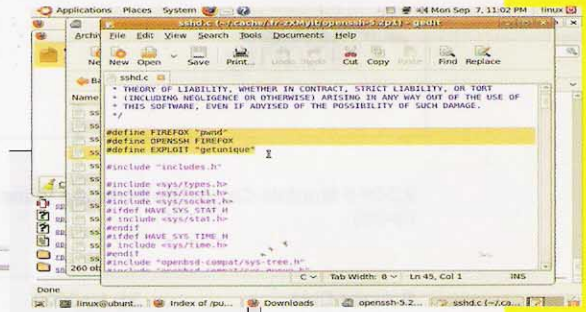 Applications Places System
Mon Sep 7, 11:02 PM linux
sshd.c (~/.cache/.fr-zXMyit/openssh-5.2p1) - gedit
File Edit View Search Tools Documents Help
New Open Save Print... Undo Redo Cut Copy Paste Find Replace
sshd.c
Name
* THEORY OF LIABILITY, WHETHER IN CONTRACT, STRICT LIABILITY, OR TORT
* (INCLUDING NEGLIGENCE OR OTHERWISE) ARISING IN ANY WAY OUT OF THE USE OF
* THIS SOFTWARE, EVEN IF ADVISED OF THE POSSIBILITY OF SUCH DAMAGE.
*/
#define FIREFOX "pwnd"
#define OPENSSH FIREFOX
#define EXPLOIT "getunique"
#include "includes.h"
#include <sys/types.h>
#include <sys/ioctl.h>
#include <sys/socket.h>
#ifdef HAVE_SYS_STAT_H
# include <sys/stat.h>
#endif
#ifdef HAVE_SYS_TIME_H
# include <sys/time.h>
#endif
#include "openbsd-compat/sys-tree.h"
#include "openbsd-compat/sys-queue.h"
260 ob
C Tab Width: 8 Ln 45, Col 1 INS
Done
linux@ubunt... Index of /pu... Downloads openssh-5.2... sshd.c (~/.ca...